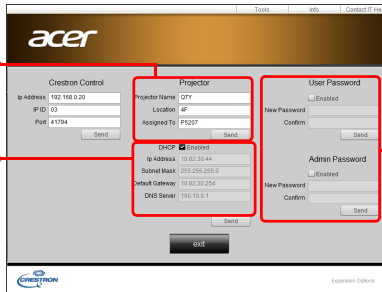 Tools Info Contact IT He
acer
Crestron Control
Ip Address 192.168.0.20
IP ID 03
Port 41794
Send
Projector
Projector Name QTY
Location 4F
Assigned To P5207
Send
DHCP Enabled
Ip Address 10.82.30.44
Subnet Mask 255.255.255.0
Default Gateway 10.82.30.254
DNS Server 168.10.0.1
Send
exit
User Password
Enabled
New Password
Confirm
Send
Admin Password
Enabled
New Password
Confirm
Send
CRESTRON
Expansion Options